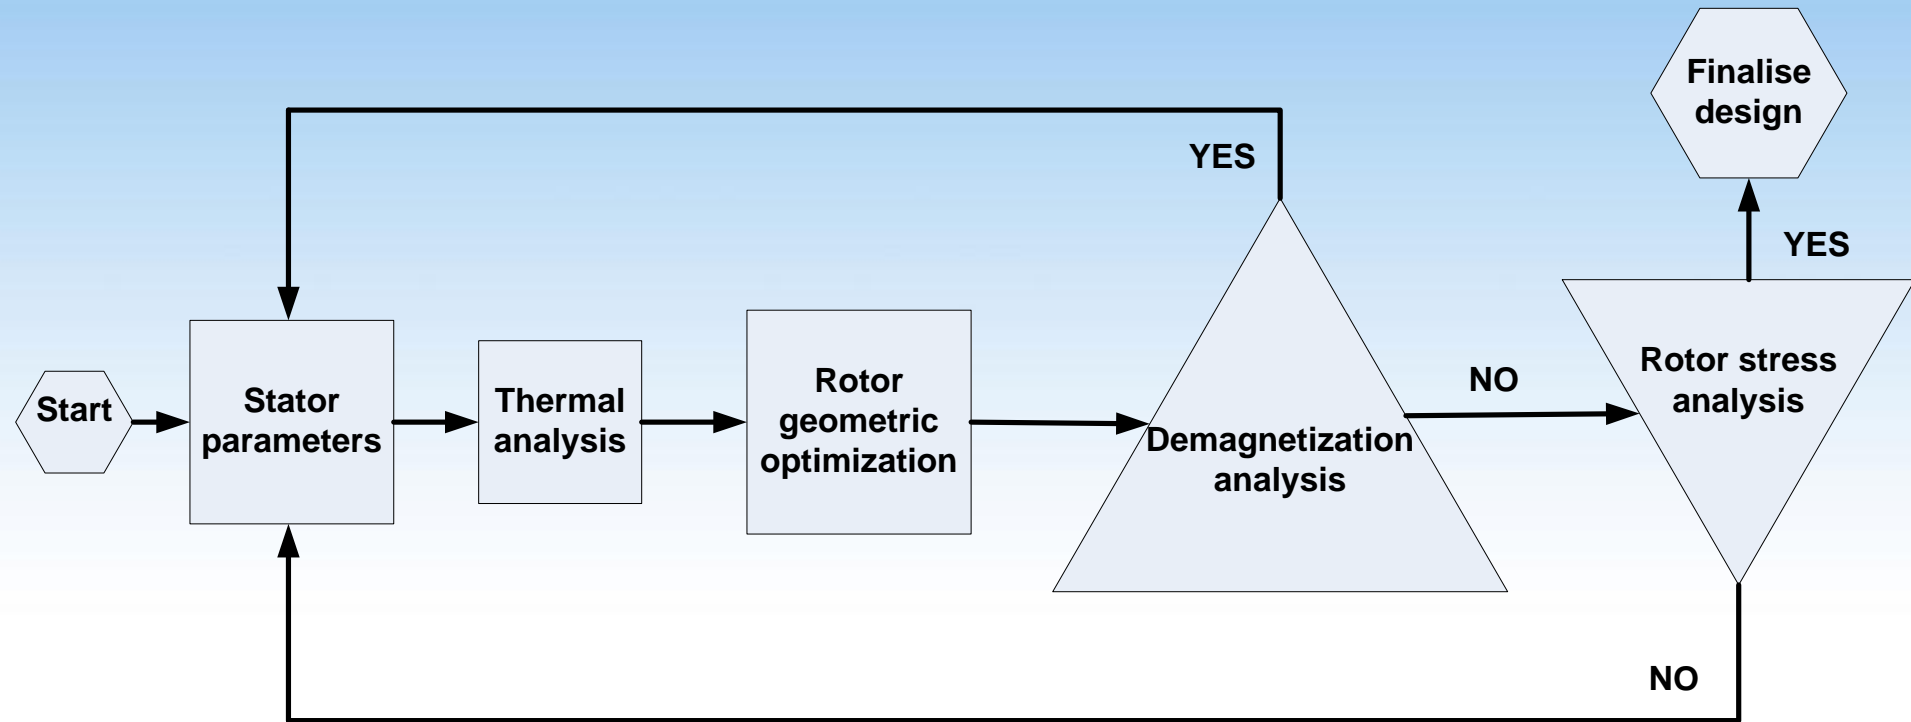 Finalise
design
YES
YES
Start
Stator
parameters
Thermal
analysis
Rotor
geometric
optimization
Demagnetization
analysis
NO
Rotor stress
analysis
NO